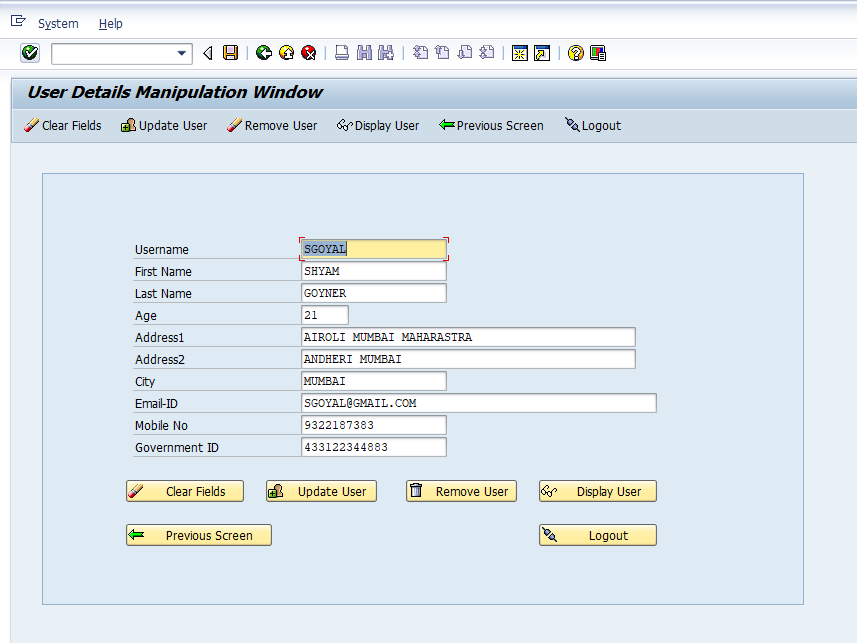 System Help
User Details Manipulation Window
Clear Fields Update User Remove User Display User Previous Screen Logout
Username SGOYAL
First Name SHYAM
Last Name GOYNER
Age 21
Address1 AIROLI MUMBAI MAHARASTRA
Address2 ANDHERI MUMBAI
City MUMBAI
Email-ID SGOYAL@GMAIL.COM
Mobile No 9322187383
Government ID 433122344883
Clear Fields Update User Remove User Display User
Previous Screen Logout